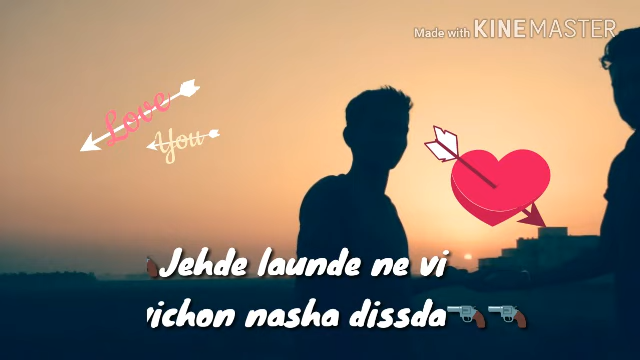 Made with KINEMASTER
Love
You
Jehde launde ne vi
vichon nasha dissda